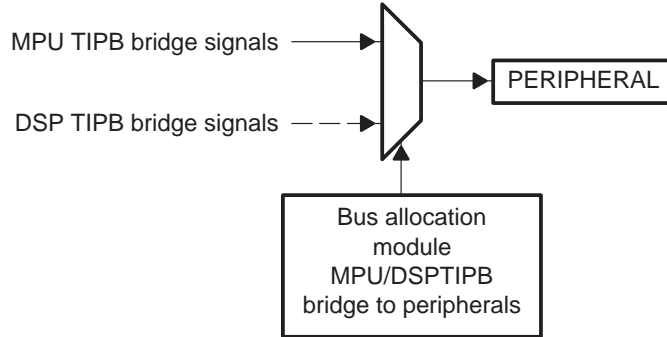 MPU TIPB bridge signals
PERIPHERAL
DSP TIPB bridge signals
Bus allocation
module
MPU/DSPTIPB
bridge to peripherals